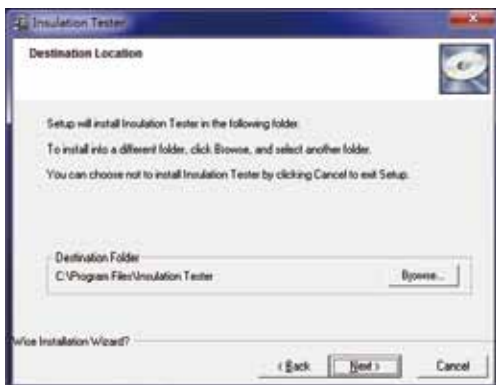 Insulation Tester
Destination Location
Setup will install Insulation Tester in the following folder.
To install into a different folder, click Browse, and select another folder.
You can choose not to install Insulation Tester by clicking Cancel to exit Setup.
Destination Folder
C:\Program Files\Insulation Tester
Browse...
Wise Installation Wizard?
< Back
Next >
Cancel